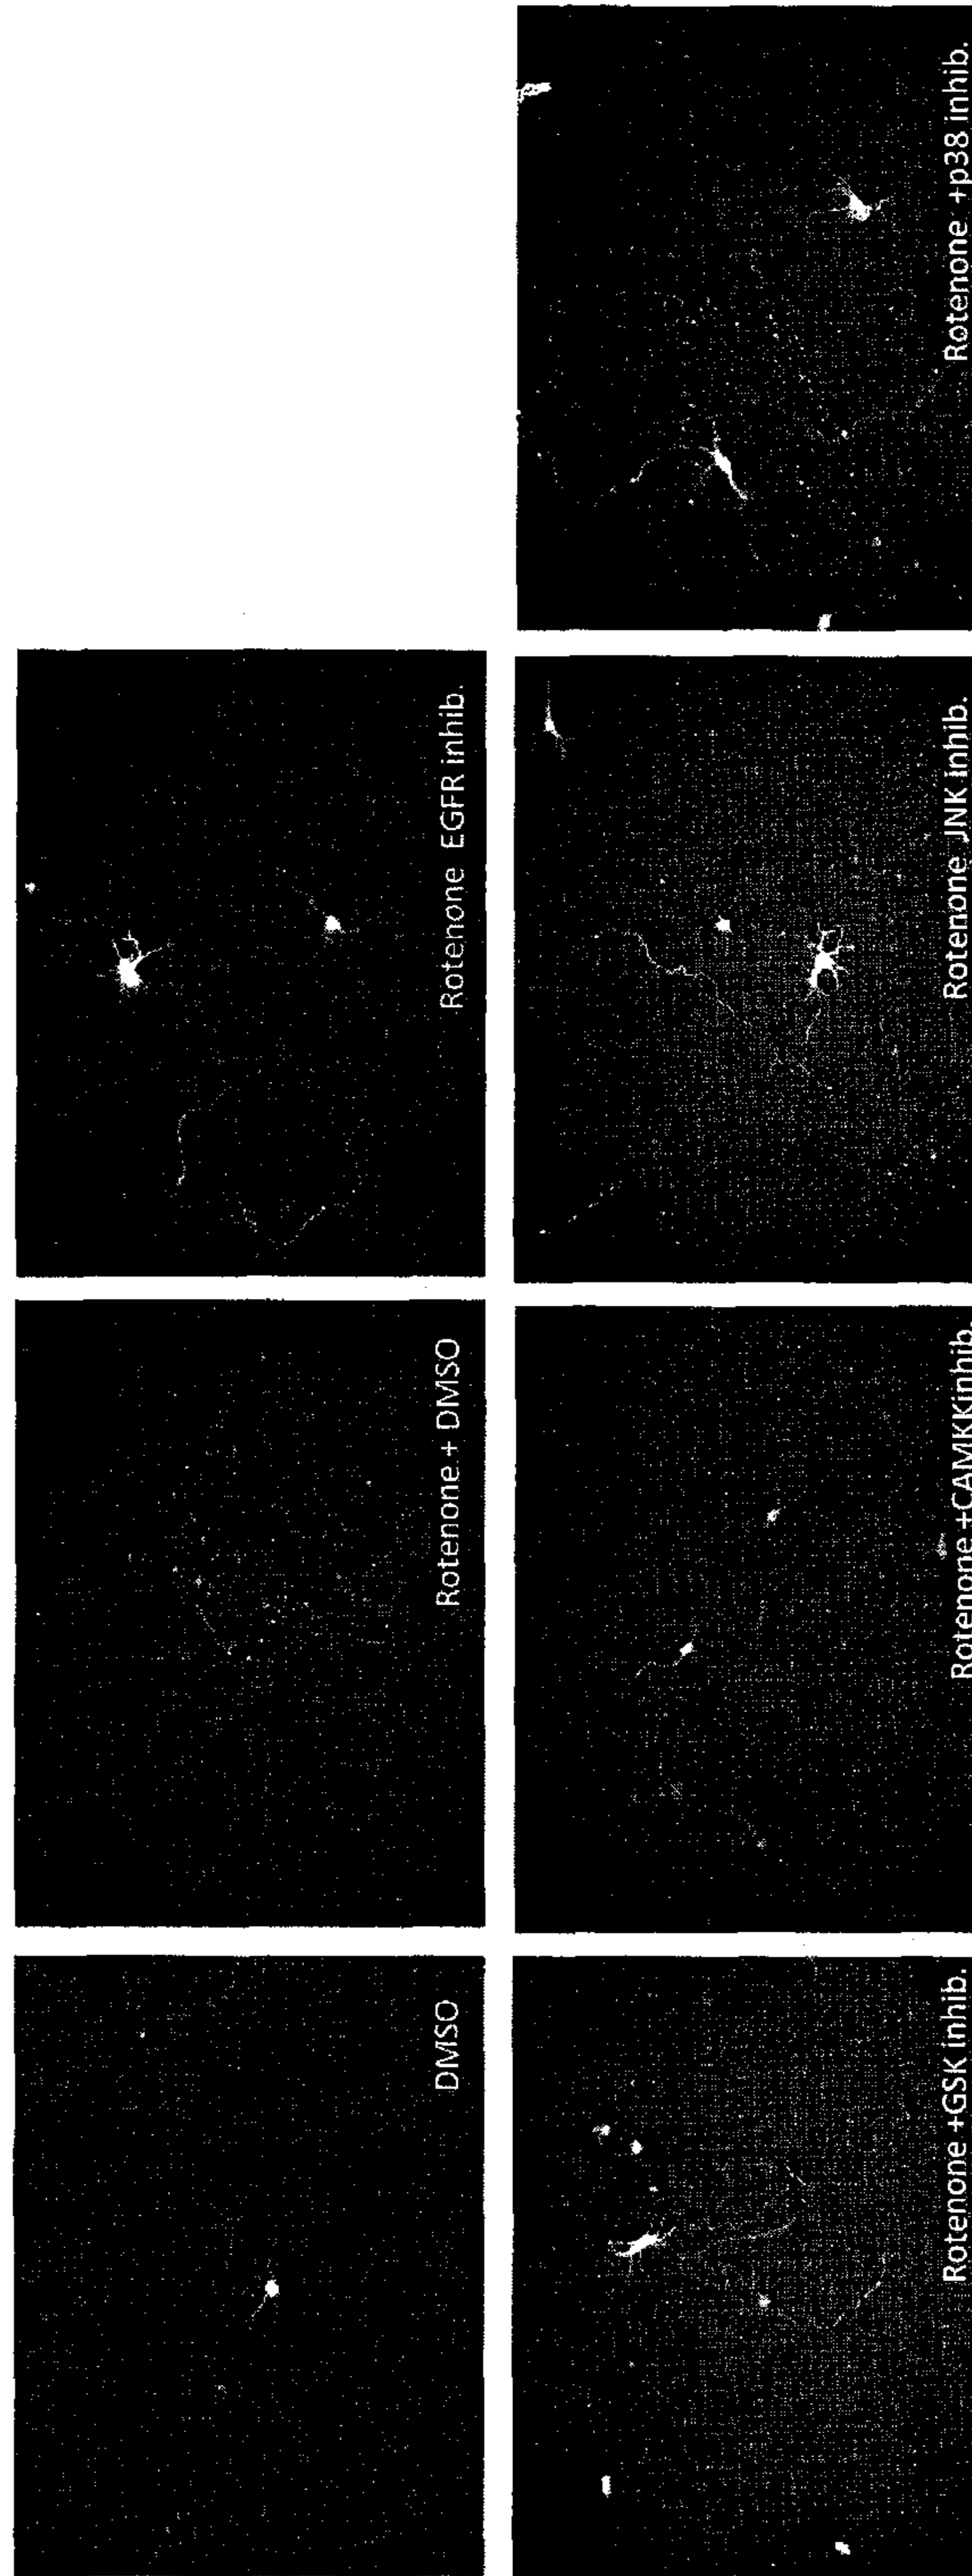 DMSO
Rotenone + DMSO
Rotenone EGFR inhib.
Rotenone +GSK inhib.
Rotenone +CAMKKinhib.
Rotenone JNK inhib.
Rotenone +p38 inhib.